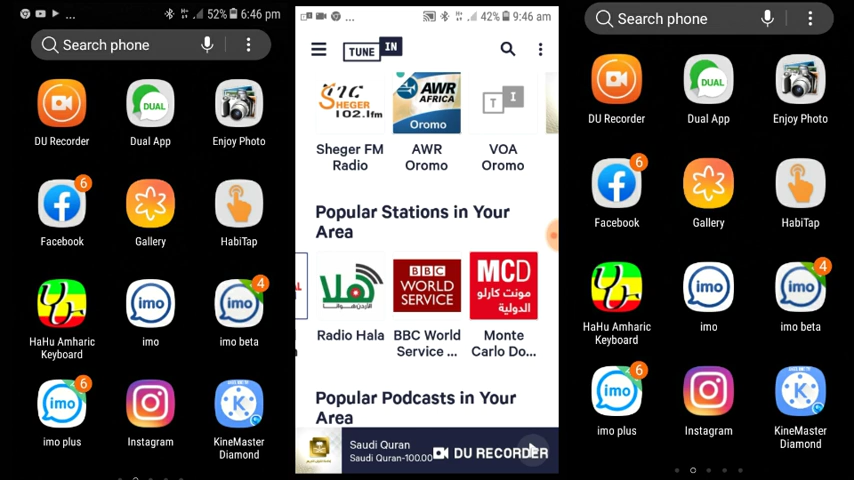 52% 6:46 pm
Search phone
DU Recorder
DUAL
Dual App
Enjoy Photo
6
Facebook
Gallery
HabiTap
HaHu Amharic
Keyboard
imo
imo
4
imo
imo beta
6
imo
imo plus
Instagram
K
KineMaster
Diamond
42% 9:46 am
TUNE IN
SHEGER
102.1fm
Sheger FM
Radio
AWR
AFRICA
Oromo
AWR
Oromo
T I
VOA
Oromo
Popular Stations in Your
Area
هلا
Radio Hala
BBC
WORLD
SERVICE
BBC World
Service ...
MCD
مونت كارلو
الدولية
Monte
Carlo Do...
Popular Podcasts in Your
Area
Saudi Quran
Saudi Quran-100.00
DU RECORDER
Search phone
DU Recorder
DUAL
Dual App
Enjoy Photo
6
Facebook
Gallery
HabiTap
HaHu Amharic
Keyboard
imo
imo
4
imo
imo beta
6
imo
imo plus
Instagram
K
KineMaster
Diamond